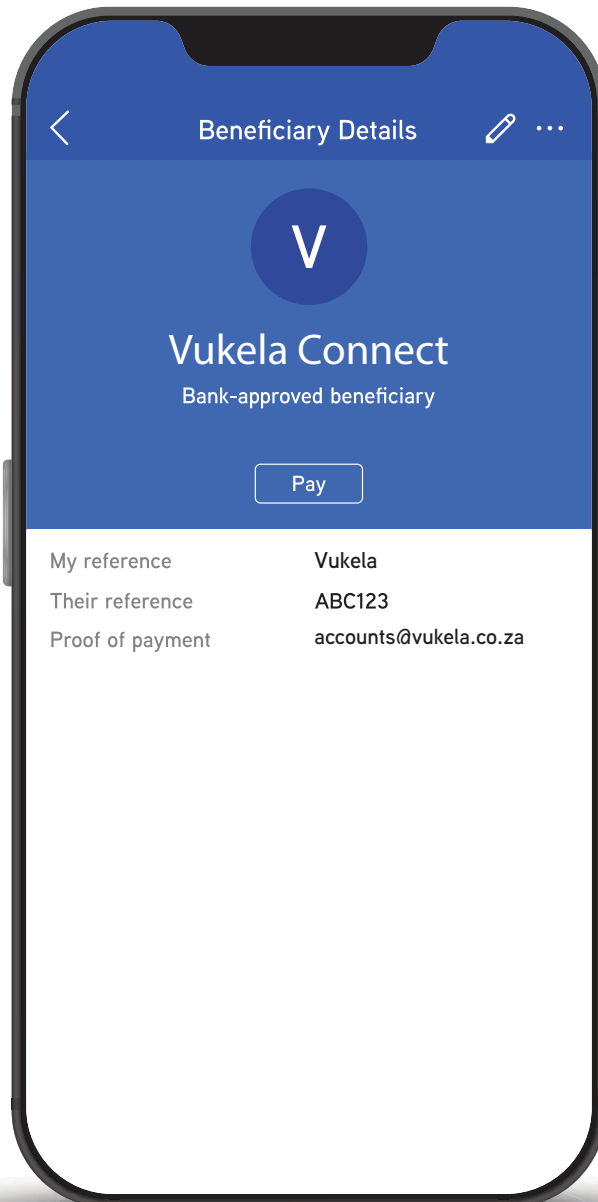 Beneficiary Details
V
Vukela Connect
Bank-approved beneficiary
Pay
My reference Vukela
Their reference ABC123
Proof of payment accounts@vukela.co.za